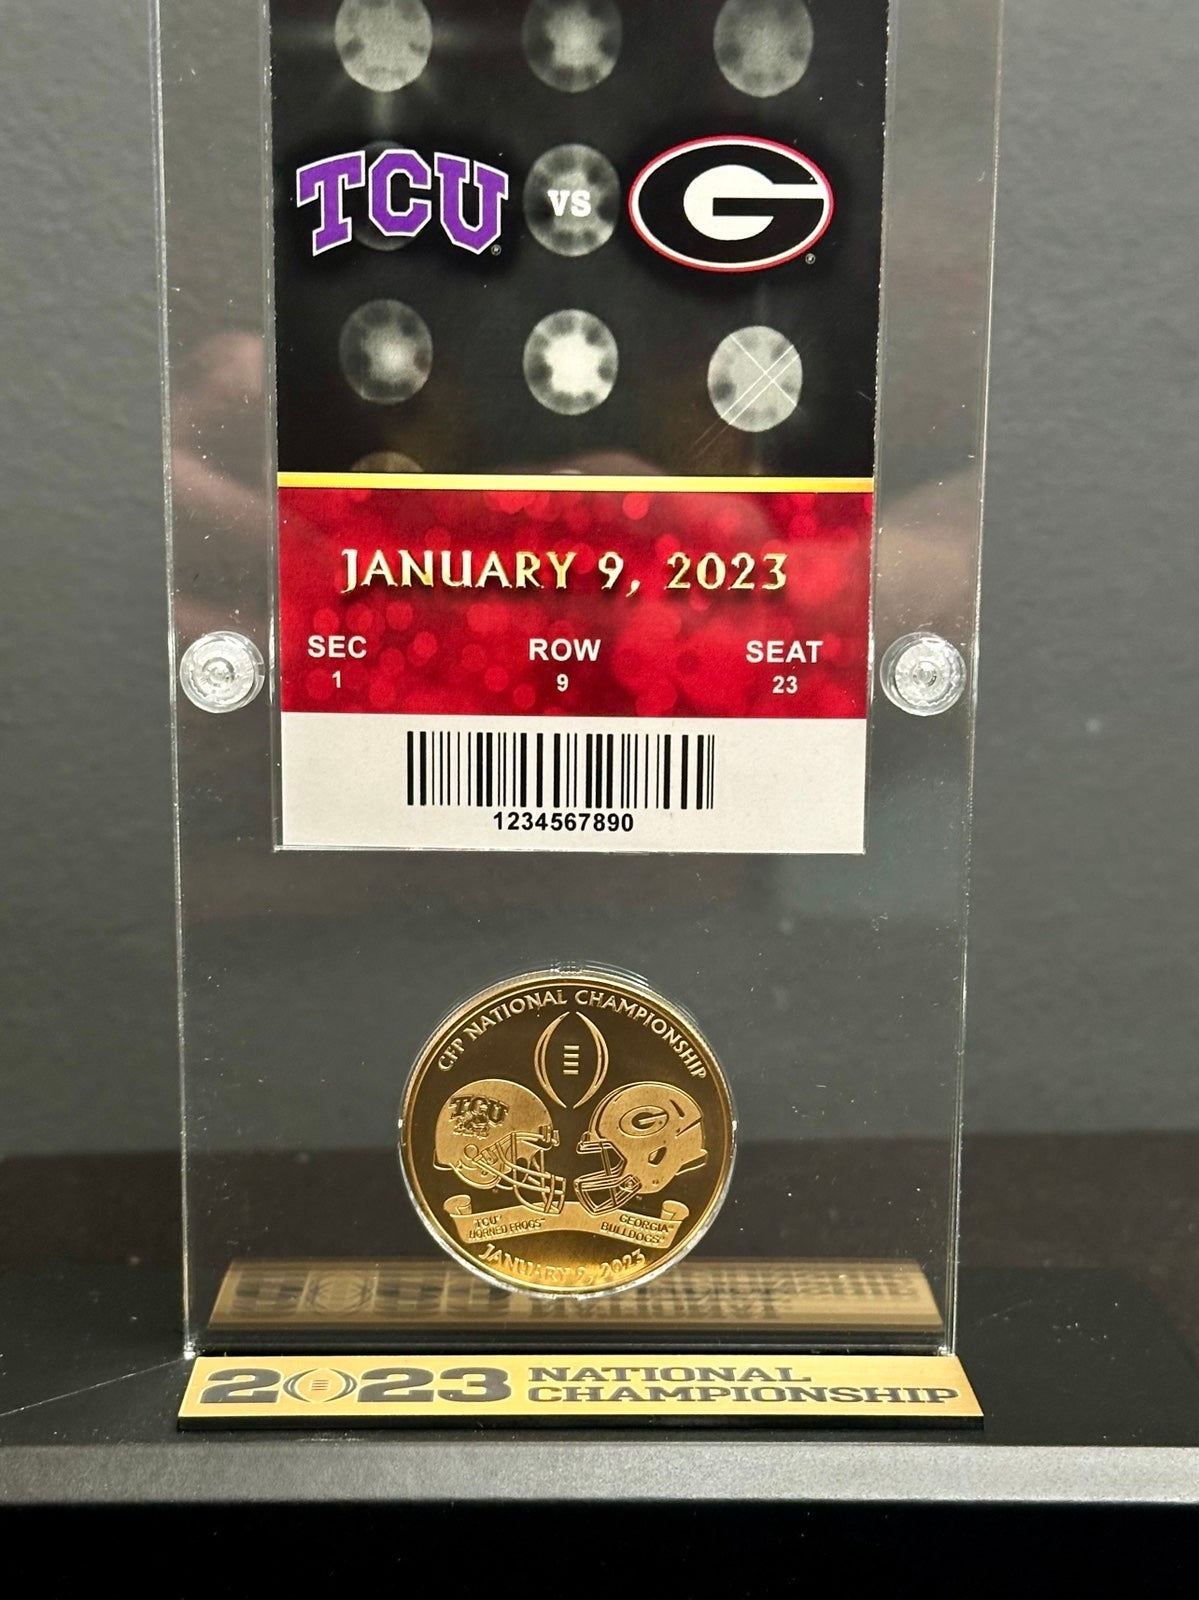 TCU VS G
JANUARY 9, 2023
SEC ROW SEAT
1 9 23
1234567890
CFP NATIONAL CHAMPIONSHIP
TCU G
TCU HORNED FROGS™
GEORGIA BULLDOGS
JANUARY 9, 2023
2023 NATIONAL
CHAMPIONSHIP